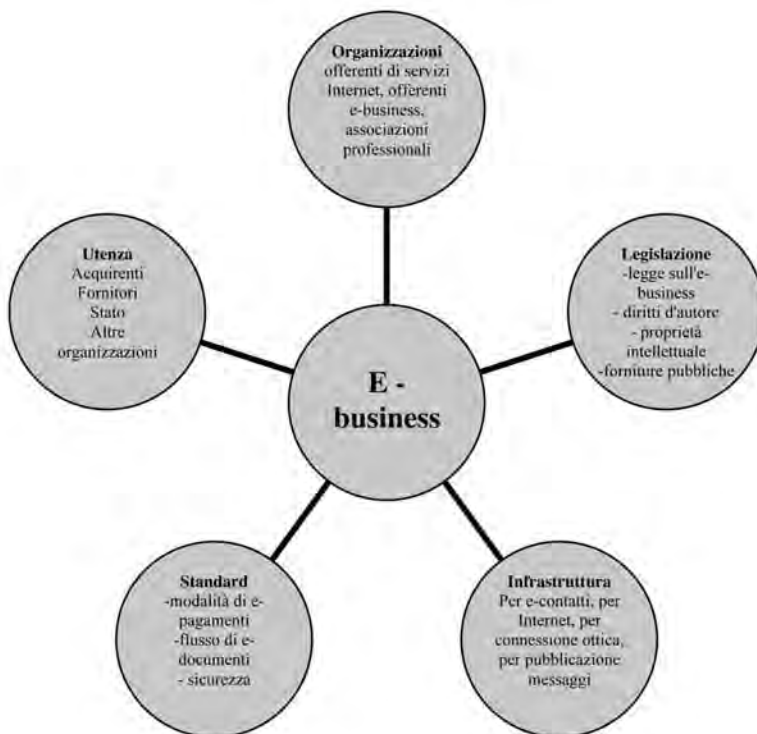 Organizzazioni
offerenti di servizi
Internet, offerenti
e-business,
associazioni
professionali
Utenza
Acquirenti
Fornitori
Stato
Altre
organizzazioni
Legislazione
-legge sull'e-
business
- diritti d'autore
- proprietà
intellettuale
-forniture pubbliche
E -
business
Standard
-modalità di e-
pagamenti
-flusso di e-
documenti
- sicurezza
Infrastruttura
Per e-contatti, per
Internet, per
connessione ottica,
per pubblicazione
messaggi